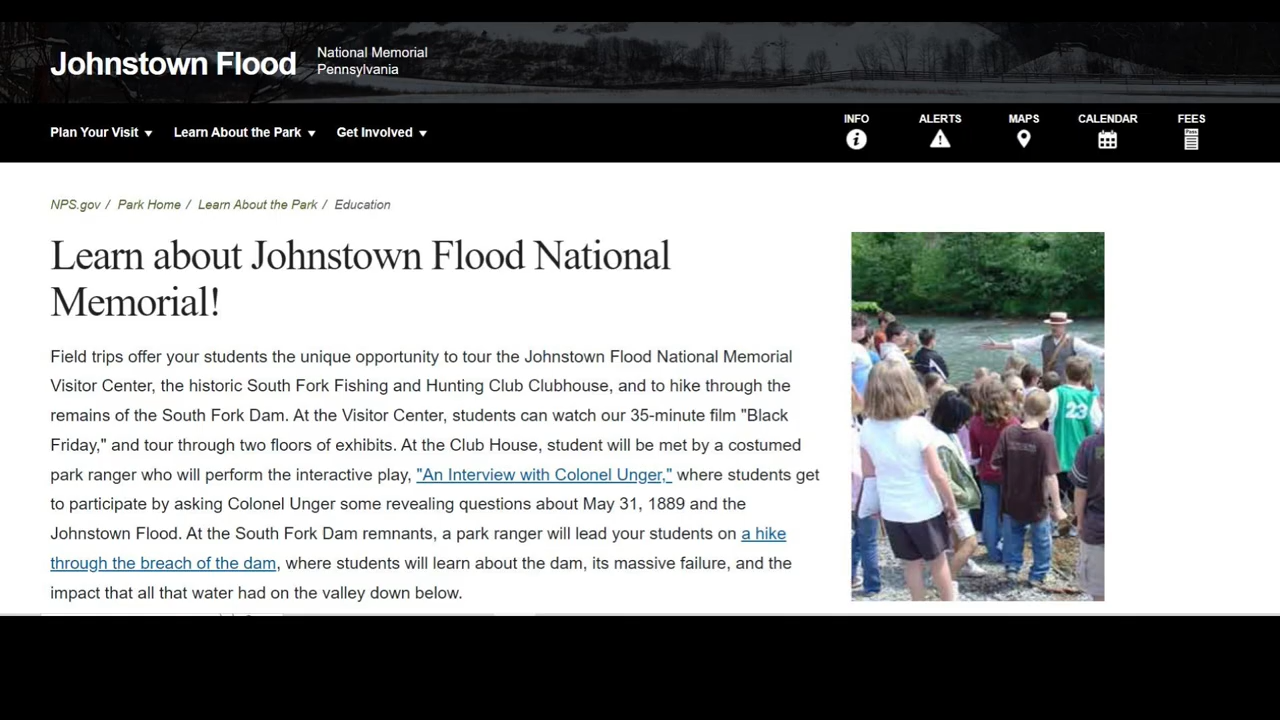 Johnstown Flood
National Memorial
Pennsylvania
Plan Your Visit
Learn About the Park
Get Involved
INFO
ALERTS
MAPS
CALENDAR
FEES
NPS.gov / Park Home / Learn About the Park / Education
Learn about Johnstown Flood National
Memorial!
Field trips offer your students the unique opportunity to tour the Johnstown Flood National Memorial
Visitor Center, the historic South Fork Fishing and Hunting Club Clubhouse, and to hike through the
remains of the South Fork Dam. At the Visitor Center, students can watch our 35-minute film "Black
Friday," and tour through two floors of exhibits. At the Club House, student will be met by a costumed
park ranger who will perform the interactive play, "An Interview with Colonel Unger," where students get
to participate by asking Colonel Unger some revealing questions about May 31, 1889 and the
Johnstown Flood. At the South Fork Dam remnants, a park ranger will lead your students on a hike
through the breach of the dam, where students will learn about the dam, its massive failure, and the
impact that all that water had on the valley down below.
23